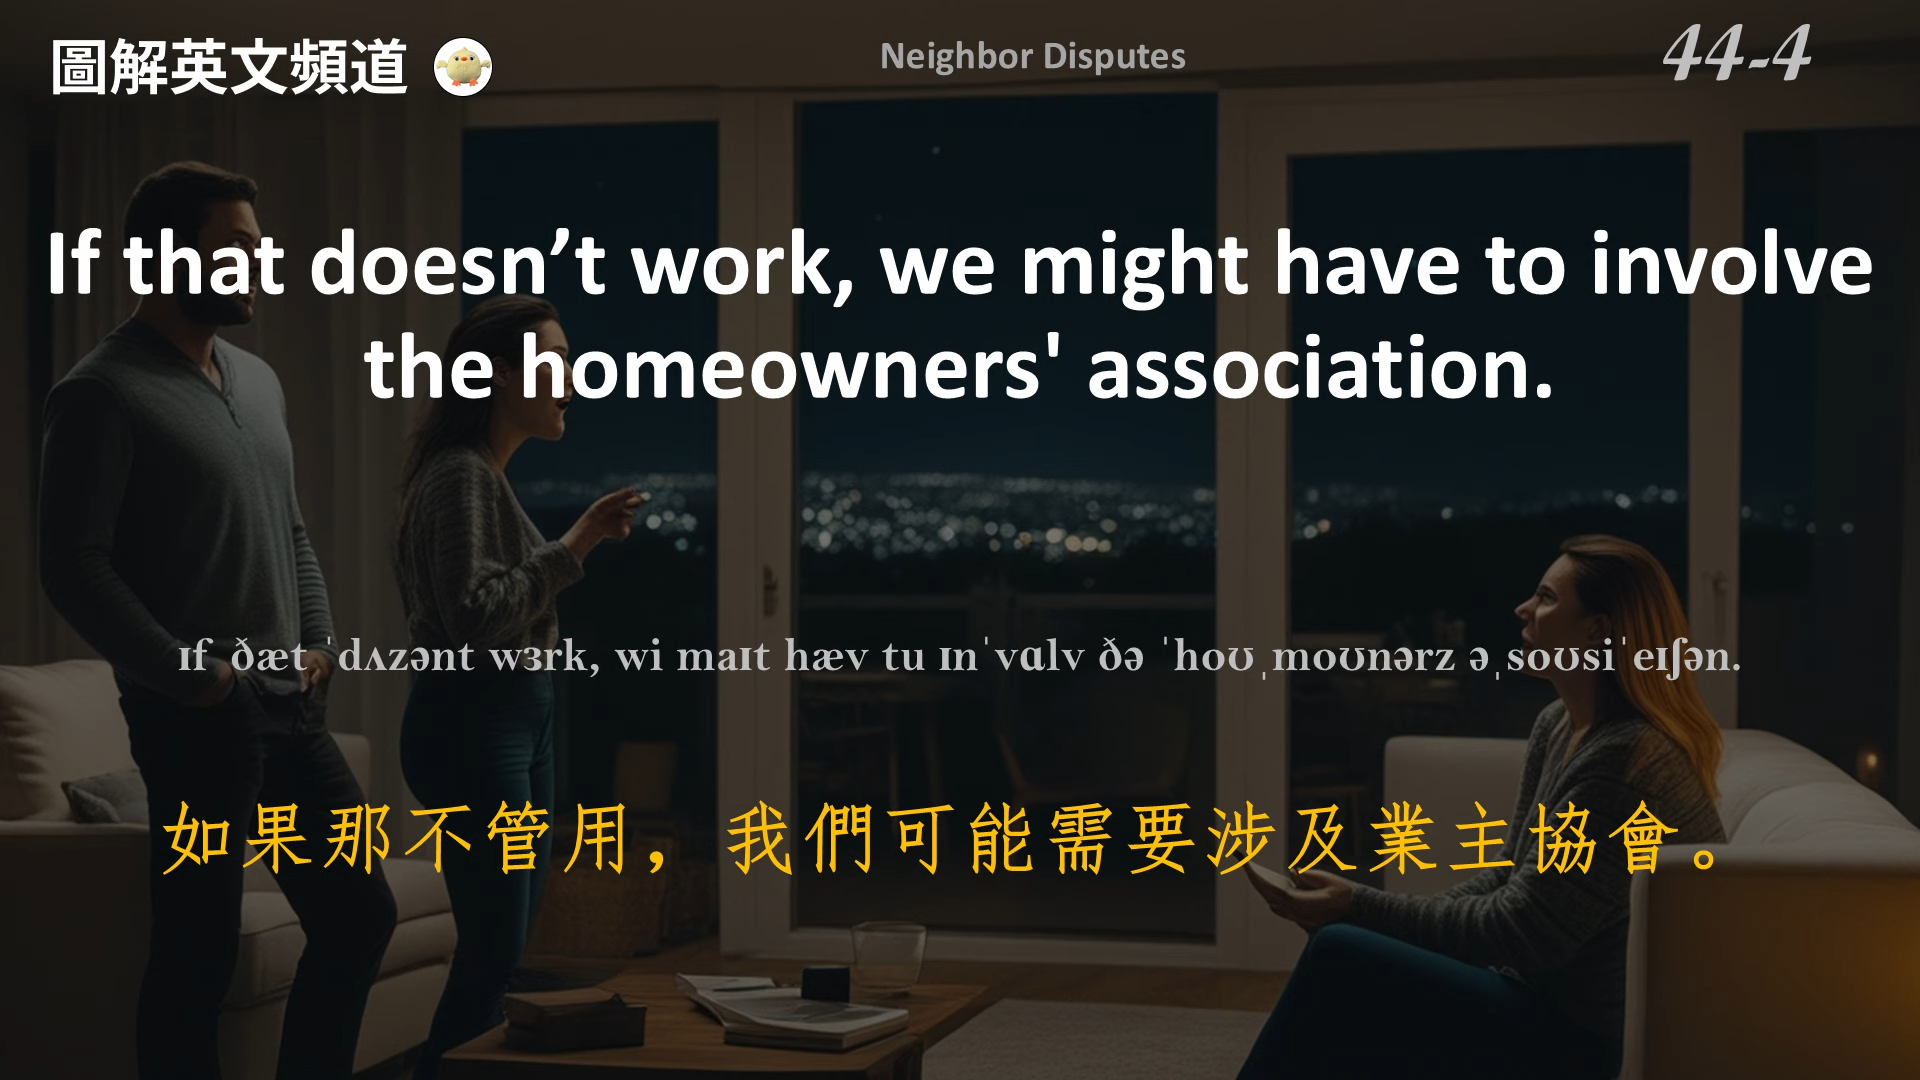 圖解英文頻道
Neighbor Disputes
44-4
If that doesn’t work, we might have to involve
the homeowners' association.
ɪf ðæt ˈdʌzənt wɜrk, wi maɪt hæv tu ɪnˈvɑlv ðə ˈhoʊˌmoʊnərz əˌsoʊsiˈeɪʃən.
如果那不管用，我們可能需要涉及業主協會。